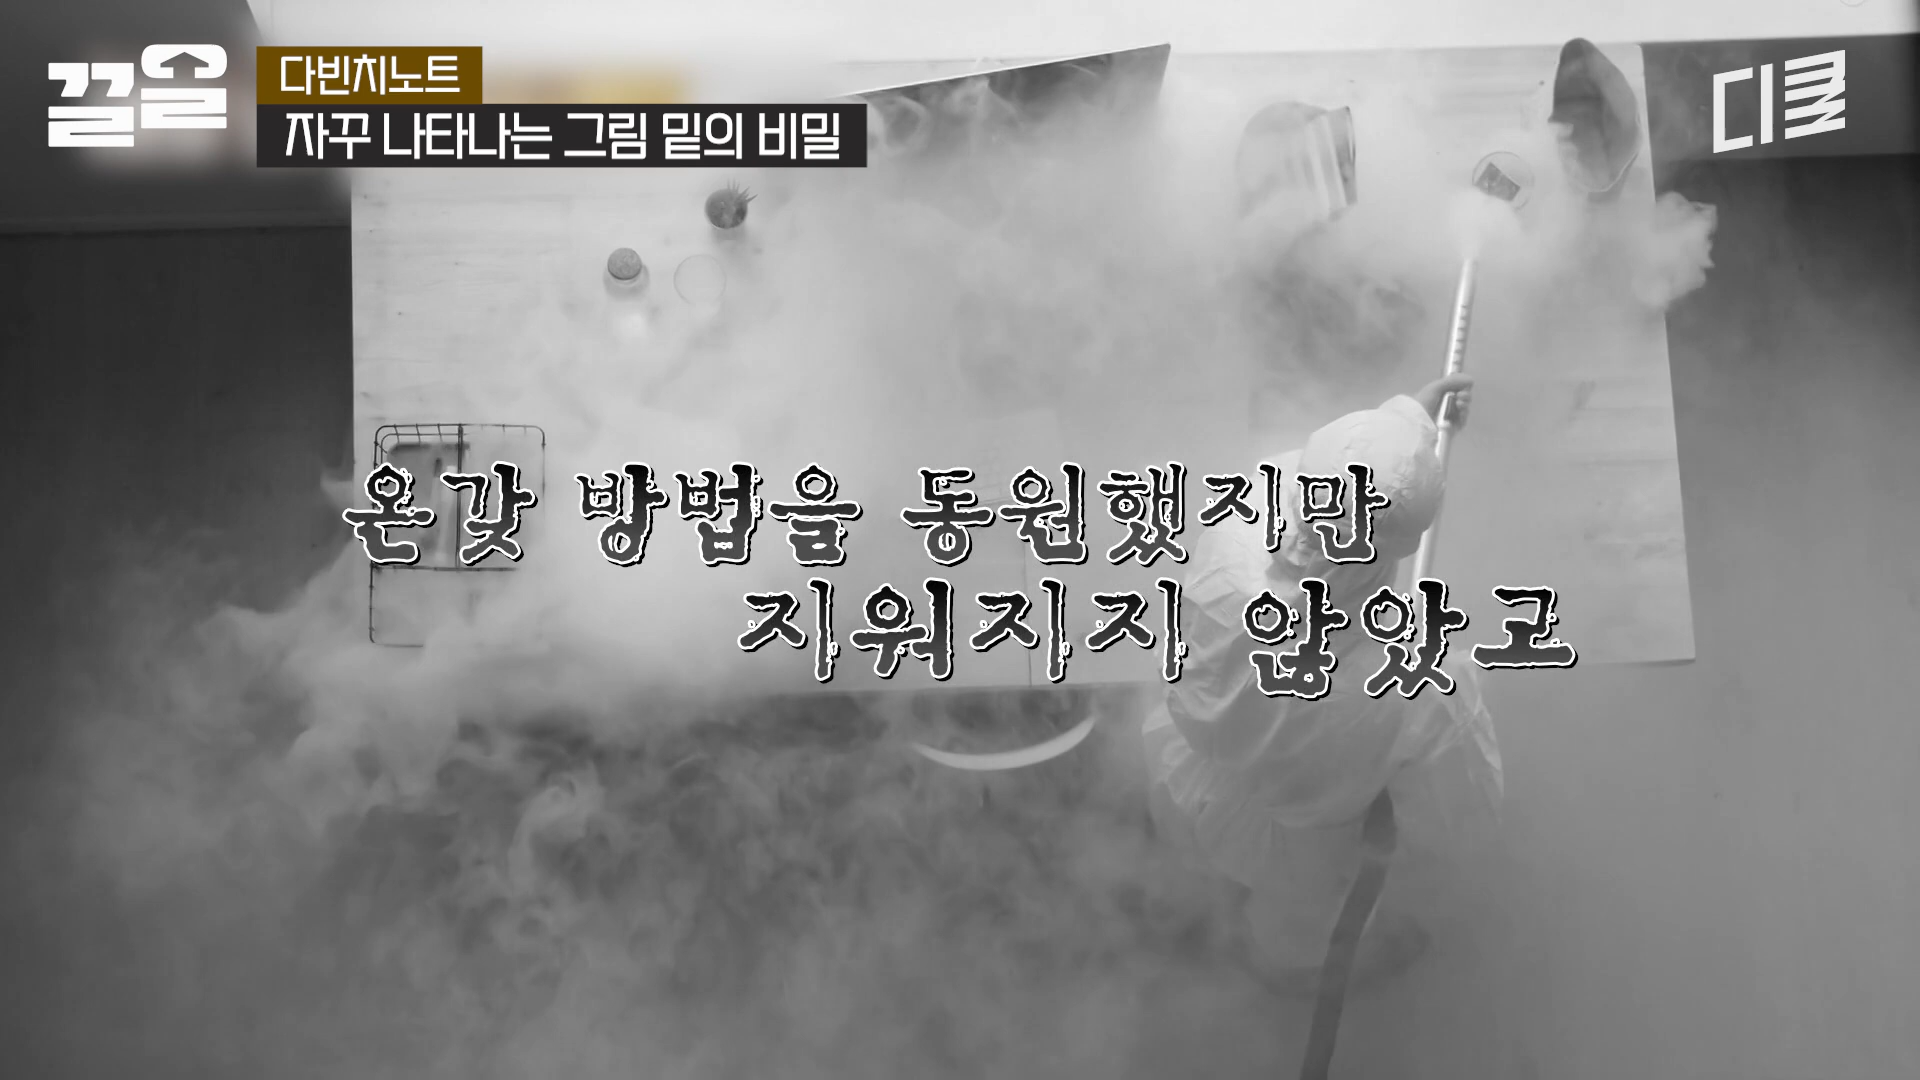 끌올
다빈치노트
자꾸 나타나는 그림 밑의 비밀
디클
온갖 방법을 동원했지만
지워지지 않았고